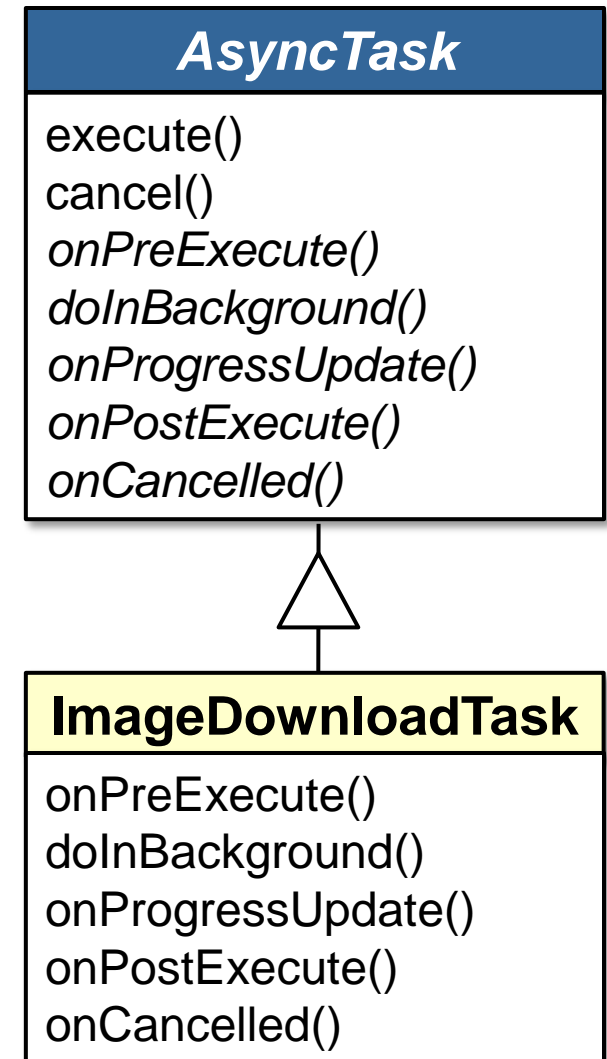 AsyncTask
execute()
cancel()
onPreExecute()
doInBackground()
onProgressUpdate()
onPostExecute()
onCancelled()
ImageDownloadTask
onPreExecute()
doInBackground()
onProgressUpdate()
onPostExecute()
onCancelled()